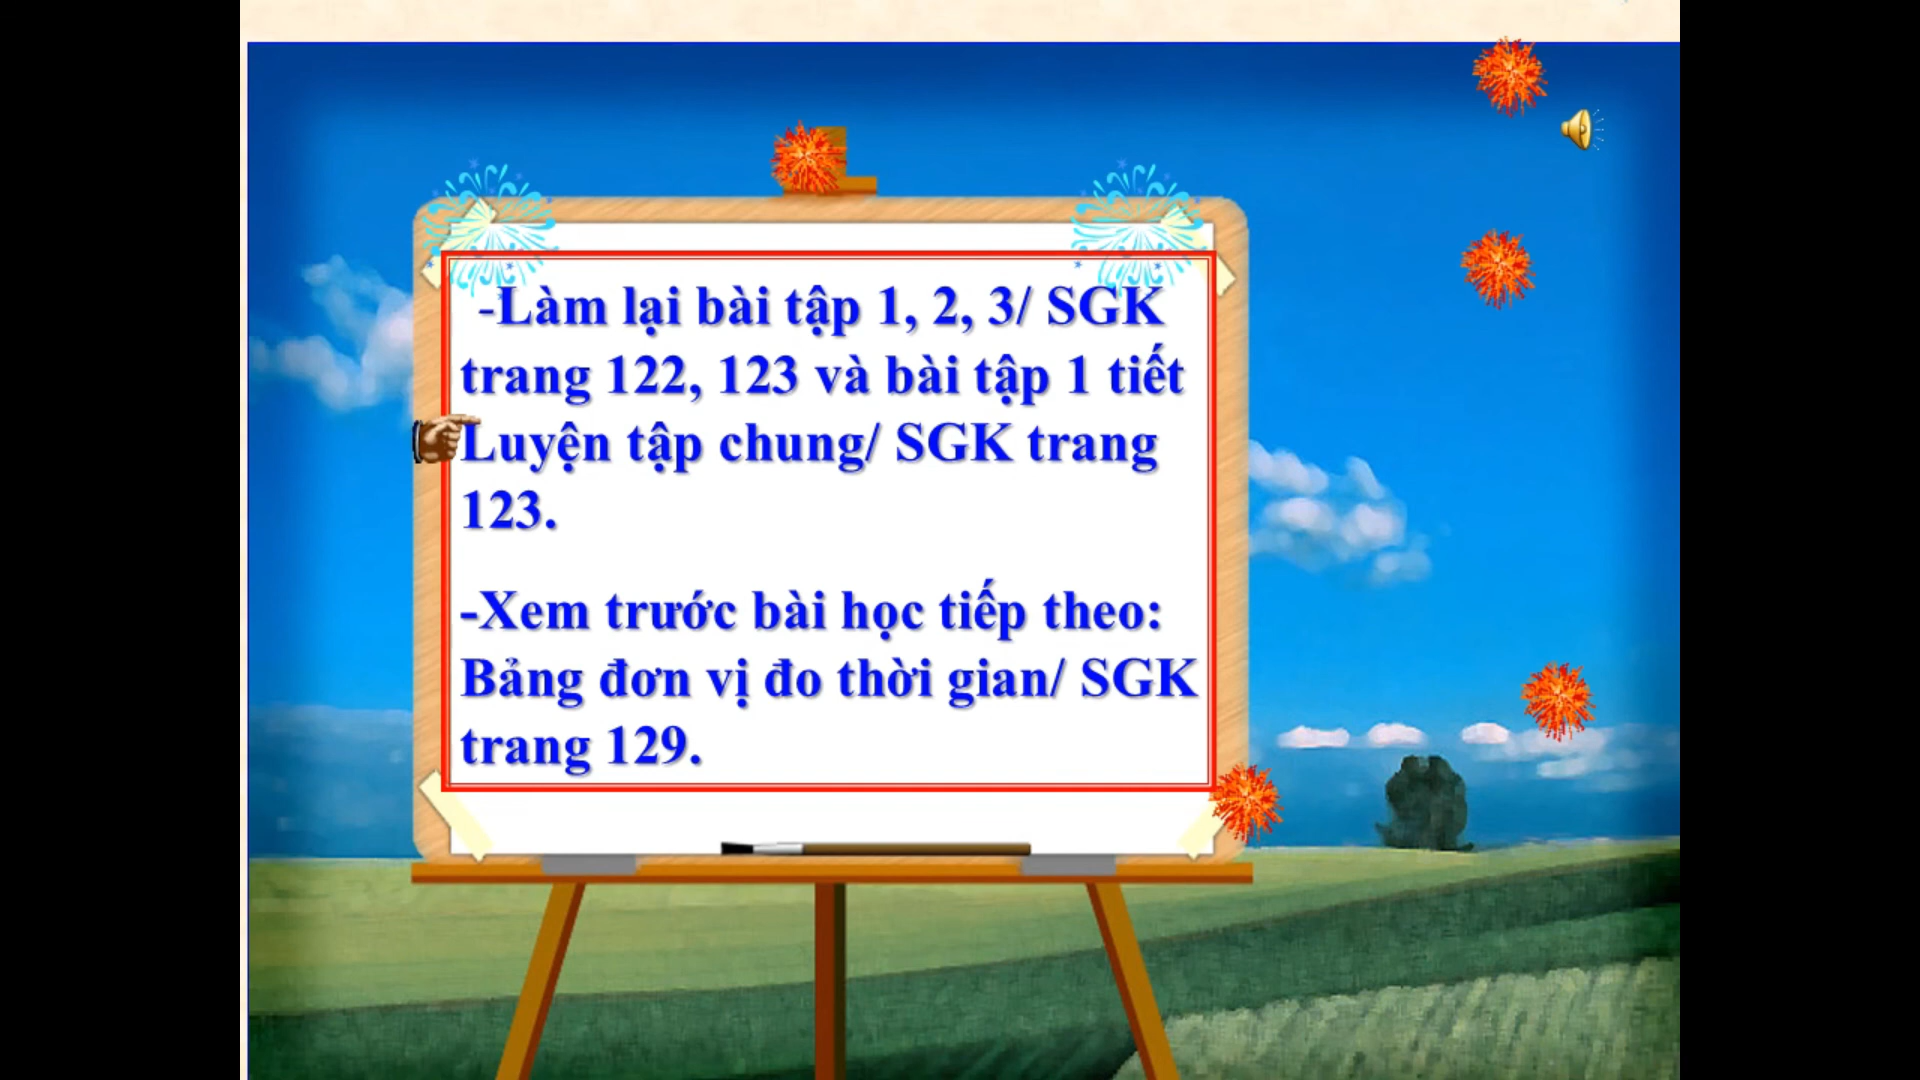 -Làm lại bài tập 1, 2, 3/ SGK
trang 122, 123 và bài tập 1 tiết
Luyện tập chung/ SGK trang
123.
-Xem trước bài học tiếp theo:
Bảng đơn vị đo thời gian/ SGK
trang 129.